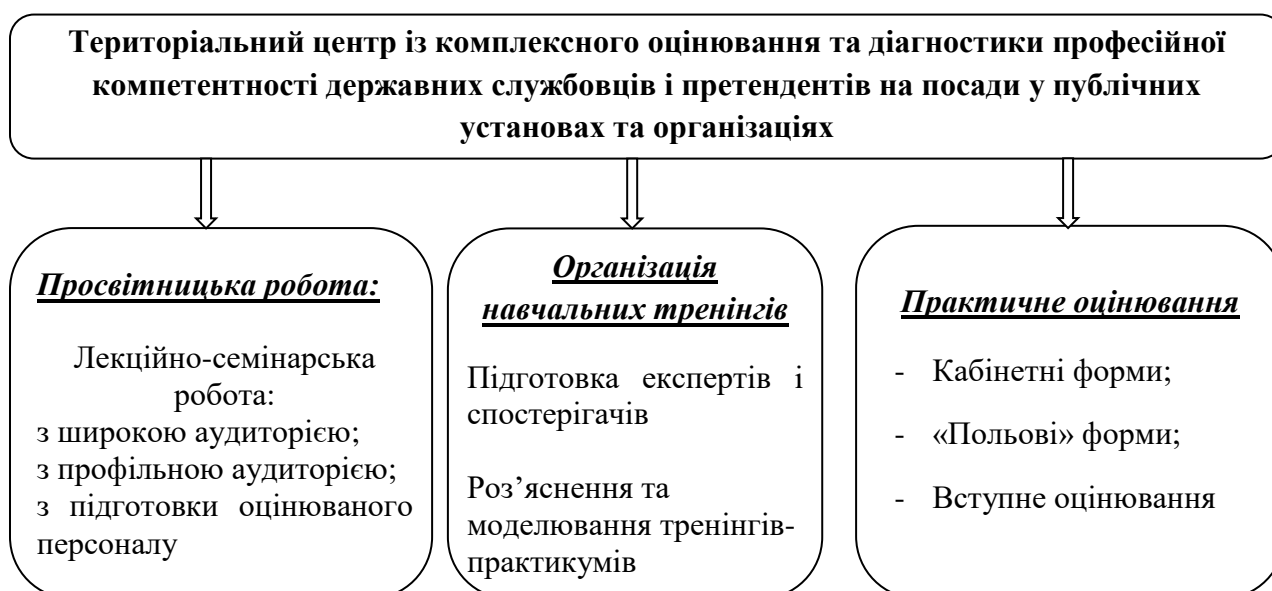 Територіальний центр із комплексного оцінювання та діагностики професійної
компетентності державних службовців і претендентів на посади у публічних
установах та організаціях
Просвітницька робота:
Лекційно-семінарська
робота:
з широкою аудиторією;
з профільною аудиторією;
з підготовки оцінюваного
персоналу
Організація
навчальних тренінгів
Підготовка експертів і
спостерігачів
Роз’яснення та
моделювання тренінгів-
практикумів
Практичне оцінювання
- Кабінетні форми;
- «Польові» форми;
- Вступне оцінювання